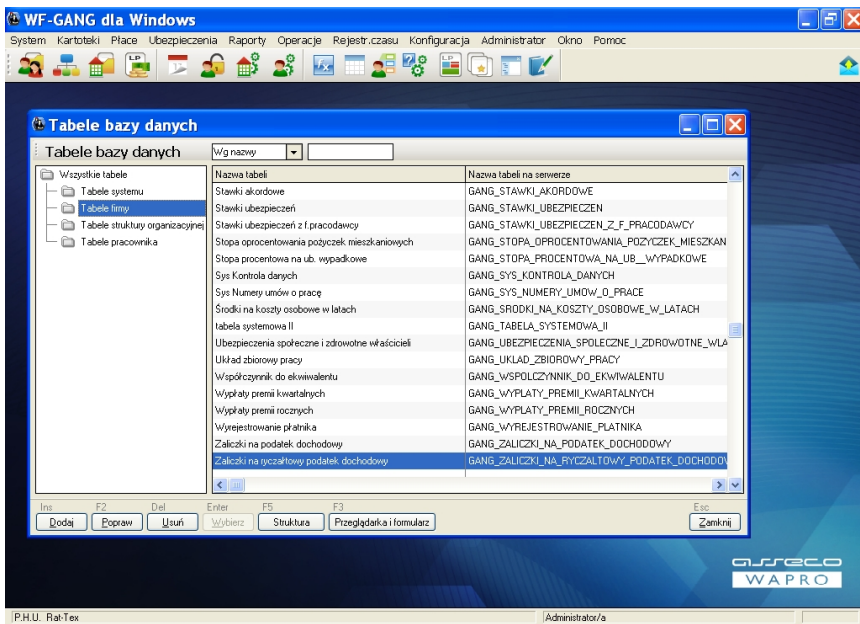 WF-GANG dla Windows
System Kartoteki Płace Ubezpieczenia Raporty Operacje Rejestr.czasu Konfiguracja Administrator Okno Pomoc
Tabele bazy danych
Tabele bazy danych Wg nazwy
Wszystkie tabele
Tabele systemu
Tabele firmy
Tabele struktury organizacyjnej
Tabele pracownika
Nazwa tabeli Nazwa tabeli na serwerze
Stawki akordowe GANG_STAWKI_AKORDOWE
Stawki ubezpieczeń GANG_STAWKI_UBEZPIECZEN
Stawki ubezpieczeń z f.pracodawcy GANG_STAWKI_UBEZPIECZEN_Z_F_PRACODAWCY
Stopa oprocentowania pożyczek mieszkaniowych GANG_STOPA_OPROCENTOWANIA_POZYCZEK_MIESZKAN
Stopa procentowa na ub. wypadkowe GANG_STOPA_PROCENTOWA_NA_UB__WYPADKOWE
Sys Kontrola danych GANG_SYS_KONTROLA_DANYCH
Sys Numery umów o pracę GANG_SYS_NUMERY_UMOW_O_PRACE
Środki na koszty osobowe w latach GANG_SRODKI_NA_KOSZTY_OSOBOWE_W_LATACH
tabela systemowa II GANG_TABELA_SYSTEMOWA_II
Ubezpieczenia społeczne i zdrowotne właścicieli GANG_UBEZPIECZENIA_SPOLECZNE_I_ZDROWOTNE_WLA
Układ zbiorowy pracy GANG_UKLAD_ZBIOROWY_PRACY
Współczynnik do ekwiwalentu GANG_WSPOLCZYNNIK_DO_EKWIWALENTU
Wypłaty premii kwartalnych GANG_WYPLATY_PREMII_KWARTALNYCH
Wypłaty premii rocznych GANG_WYPLATY_PREMII_ROCZNYCH
Wyrejestrowanie płatnika GANG_WYREJESTROWANIE_PLATNIKA
Zaliczki na podatek dochodowy GANG_ZALICZKI_NA_PODATEK_DOCHODOWY
Zaliczki na ryczałtowy podatek dochodowy GANG_ZALICZKI_NA_RYCZALTOWY_PODATEK_DOCHODOW
Ins F2 Del Enter F5 F3 Esc
Dodaj Popraw Usuń Wybierz Struktura Przeglądarka i formularz Zamknij
asseco
WAPRO
P.H.U. Rat-Tex Administrator/a